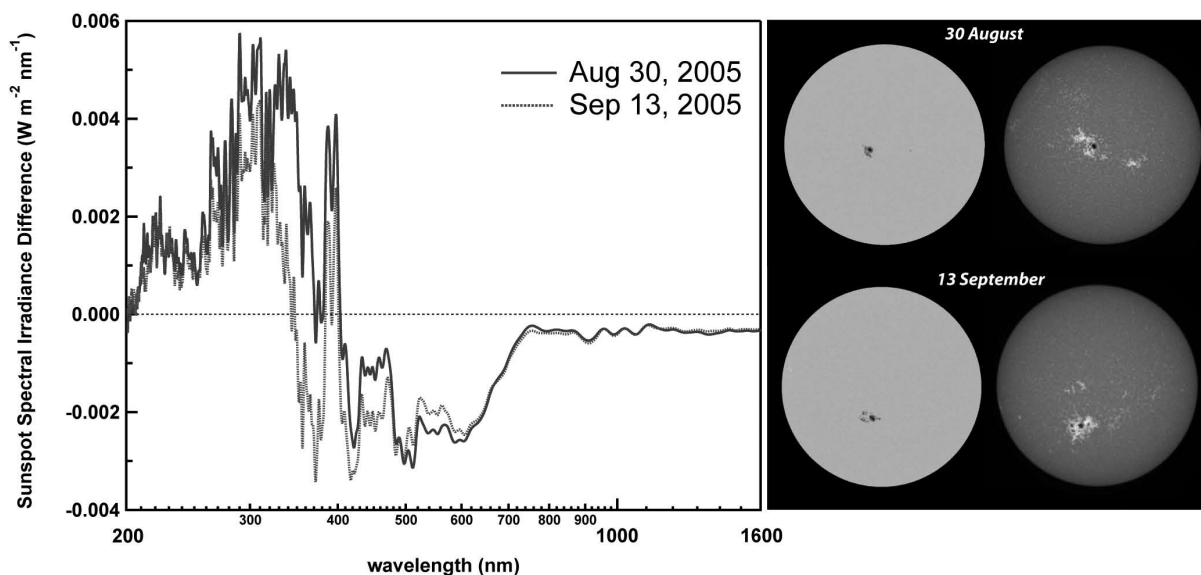 0.006
0.004
0.002
0.000
-0.002
-0.004
Sunspot Spectral Irradiance Difference (W m-2 nm-1)
Aug 30, 2005
Sep 13, 2005
200
300
400
500
600
700
800
900
1000
1600
wavelength (nm)
30 August
13 September